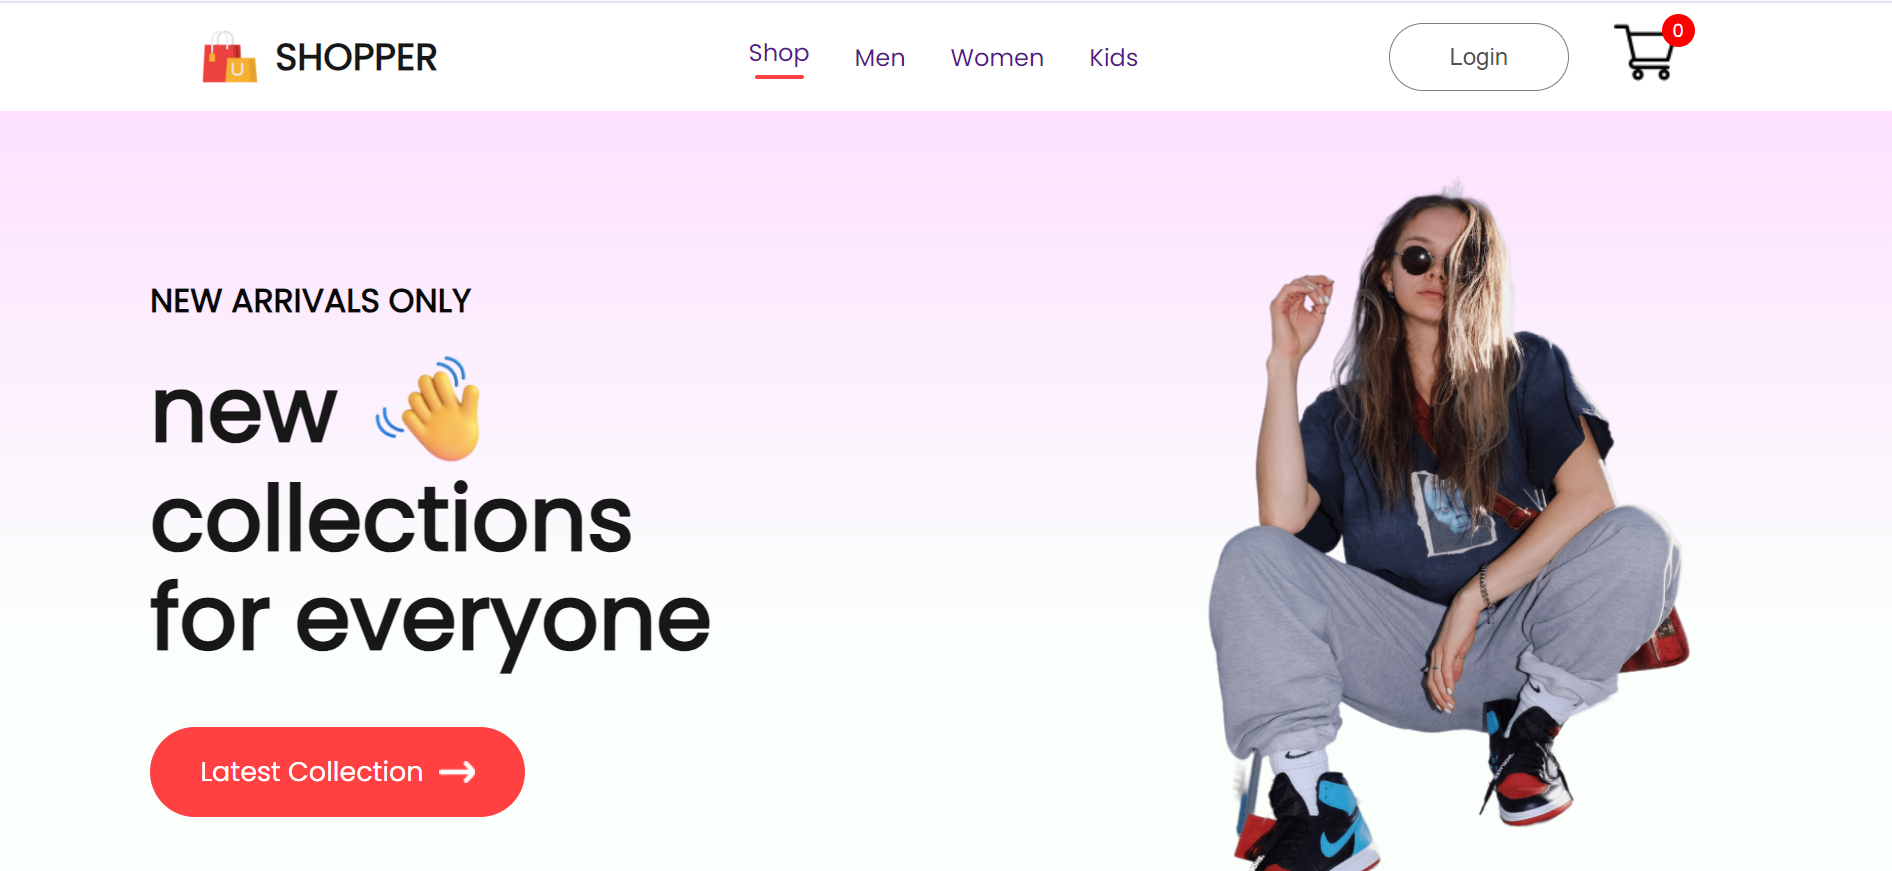 U
SHOPPER
Shop
Men
Women
Kids
Login
0
NEW ARRIVALS ONLY
new
collections
for everyone
Latest Collection